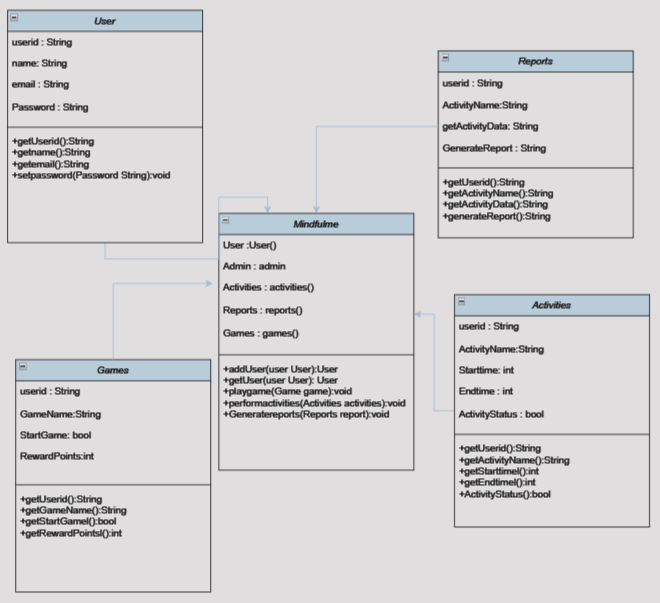 User
userid : String
name: String
email : String
Password : String
+getUserid():String
+getname():String
+getemail():String
+setpassword(Password String):void
Reports
userid : String
ActivityName:String
getActivityData: String
GenerateReport : String
+getUserid():String
+getActivityName():String
+getActivityData():String
+generateReport():String
Mindfulme
User :User()
Admin : admin
Activities : activities()
Reports : reports()
Games : games()
+addUser(user User):User
+getUser(user User): User
+playgame(Game game):void
+performactivities(Activities activities):void
+Generatereports(Reports report):void
Activities
userid : String
ActivityName:String
Starttime: int
Endtime : int
ActivityStatus : bool
+getUserid():String
+getActivityName():String
+getStarttimeI():int
+getEndtimeI():int
+ActivityStatus():bool
Games
userid : String
GameName:String
StartGame: bool
RewardPoints:int
+getUserid():String
+getGameName():String
+getStartGameI():bool
+getRewardPointsI():int